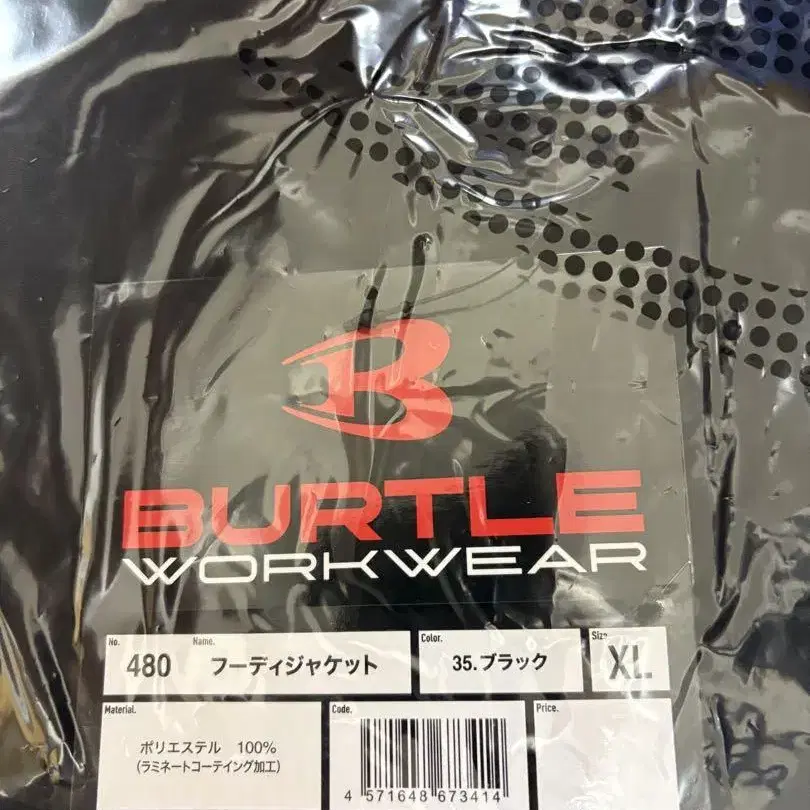 BURTLE
WORKWEAR
No. Name. Color. Size
480 フーディジャケット 35.ブラック XL
Material. Code. Price.
ポリエステル 100%
(ラミネートコーテイング加工)
4 571648 673414